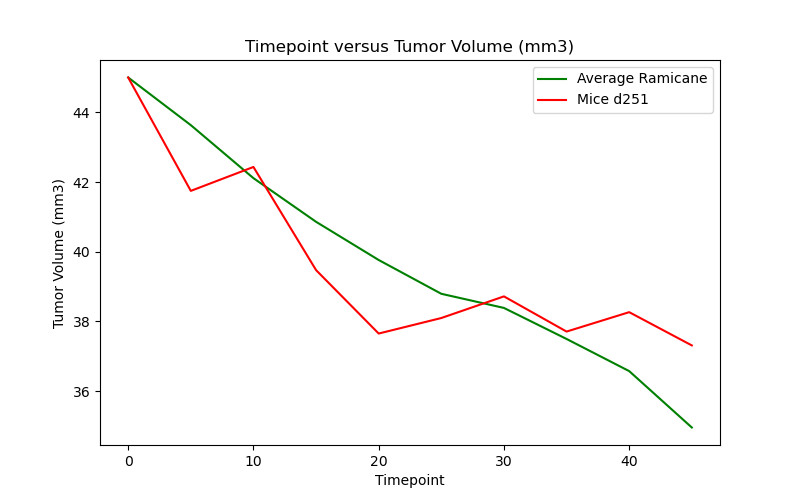 Timepoint versus Tumor Volume (mm3)
Average Ramicane
Mice d251
44
42
40
38
36
Tumor Volume (mm3)
0 10 20 30 40
Timepoint